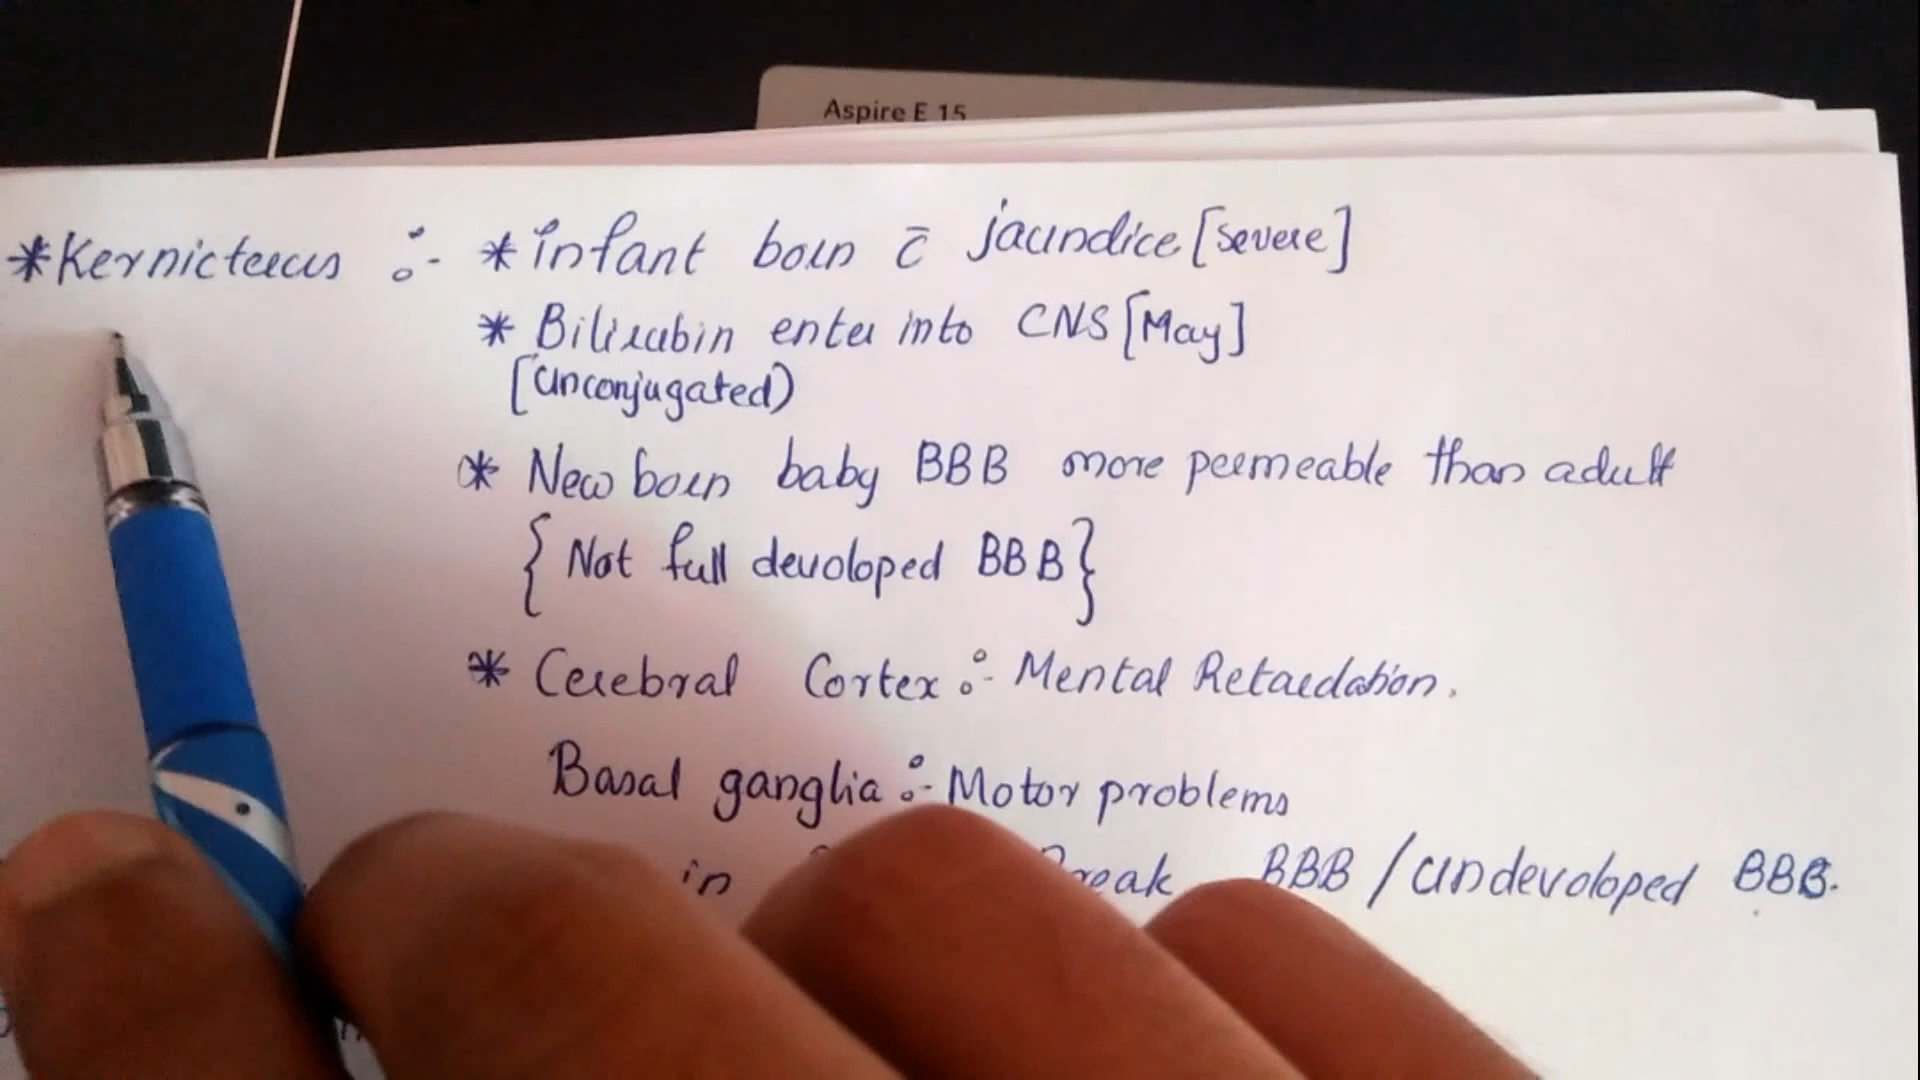 Aspire E 15
*Kernicterus :- *infant born c̄ jaundice [severe]
* Bilirubin enter into CNS [May]
[unconjugated)
* New born baby BBB more permeable than adult
{ Not full devoloped BBB }
* Cerebral Cortex :- Mental Retardation.
Basal ganglia :- Motor problems
in BBB / undevoloped BBB.